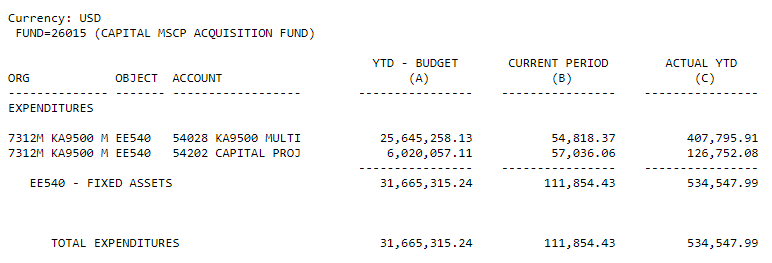 Currency: USD
FUND=26015 (CAPITAL MSCP ACQUISITION FUND)
YTD - BUDGET CURRENT PERIOD ACTUAL YTD
ORG OBJECT ACCOUNT (A) (B) (C)
-------------- ------- ------------------ ---------------- --------------- ---------------
EXPENDITURES
7312M KA9500 M EE540 54028 KA9500 MULTI 25,645,258.13 54,818.37 407,795.91
7312M KA9500 M EE540 54202 CAPITAL PROJ 6,020,057.11 57,036.06 126,752.08
---------------- --------------- ---------------
EE540 - FIXED ASSETS 31,665,315.24 111,854.43 534,547.99
TOTAL EXPENDITURES 31,665,315.24 111,854.43 534,547.99